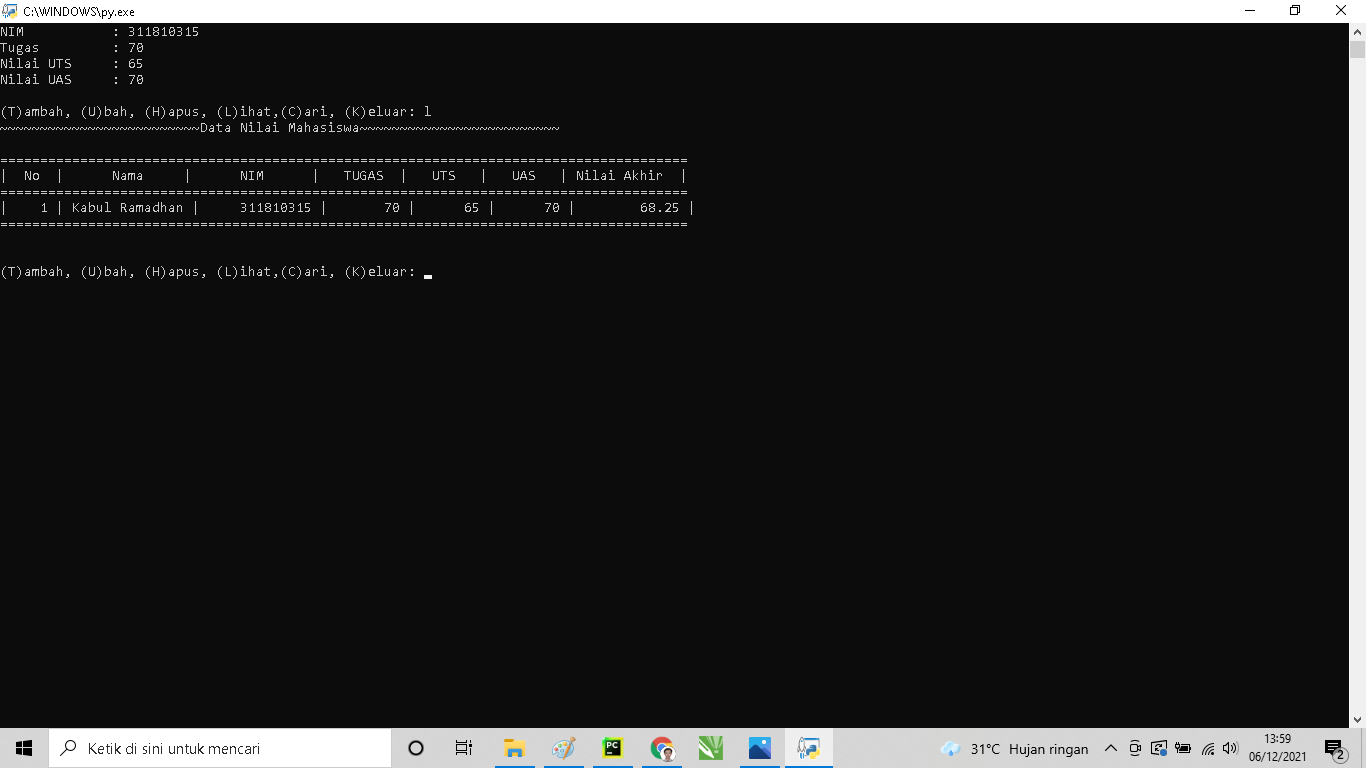 C:\WINDOWS\py.exe
NIM : 311810315
Tugas : 70
Nilai UTS : 65
Nilai UAS : 70
(T)ambah, (U)bah, (H)apus, (L)ihat,(C)ari, (K)eluar: l
~~~~~~~~~~~~~~~~~~~~~~~~~Data Nilai Mahasiswa~~~~~~~~~~~~~~~~~~~~~~~~~
======================================================================================
| No | Nama | NIM | TUGAS | UTS | UAS | Nilai Akhir |
======================================================================================
| 1 | Kabul Ramadhan | 311810315 | 70 | 65 | 70 | 68.25 |
======================================================================================
(T)ambah, (U)bah, (H)apus, (L)ihat,(C)ari, (K)eluar: _
Ketik di sini untuk mencari
PC
31°C Hujan ringan
13:59
06/12/2021
2